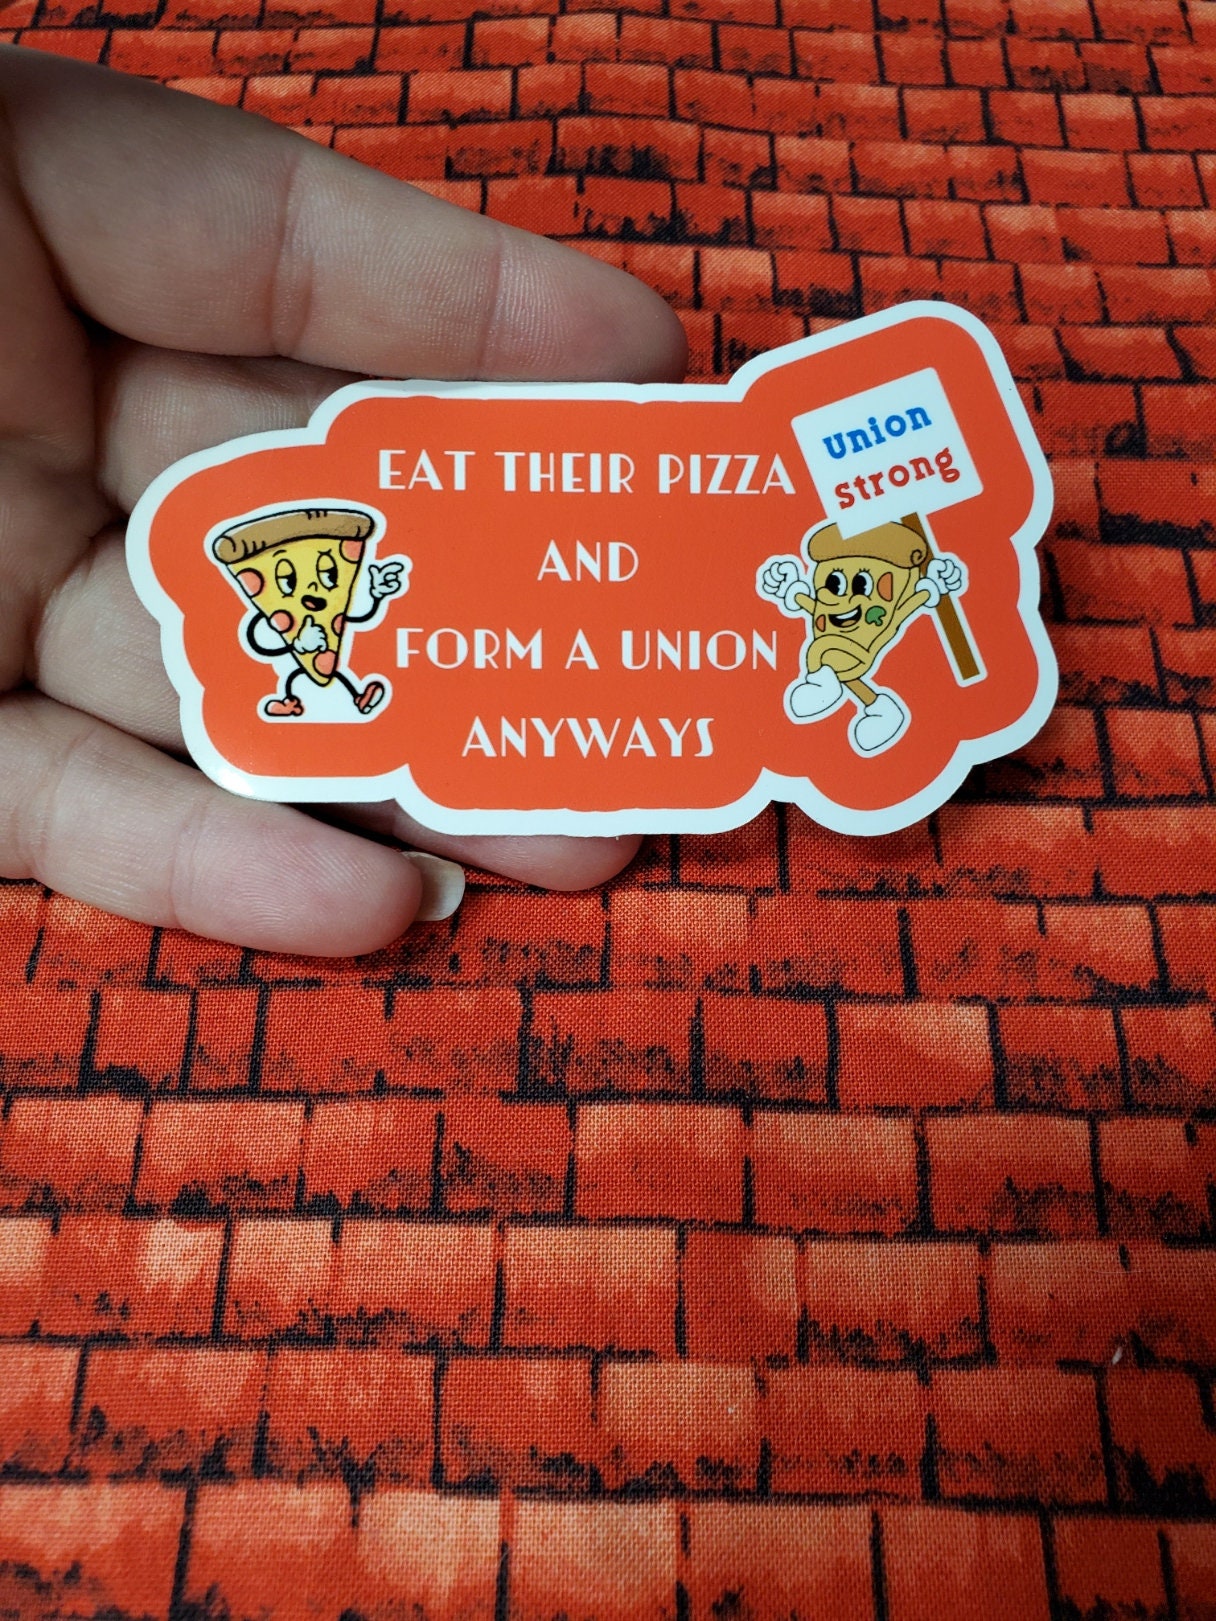 EAT THEIR PIZZA
AND
FORM A UNION
ANYWAYS
Union
Strong